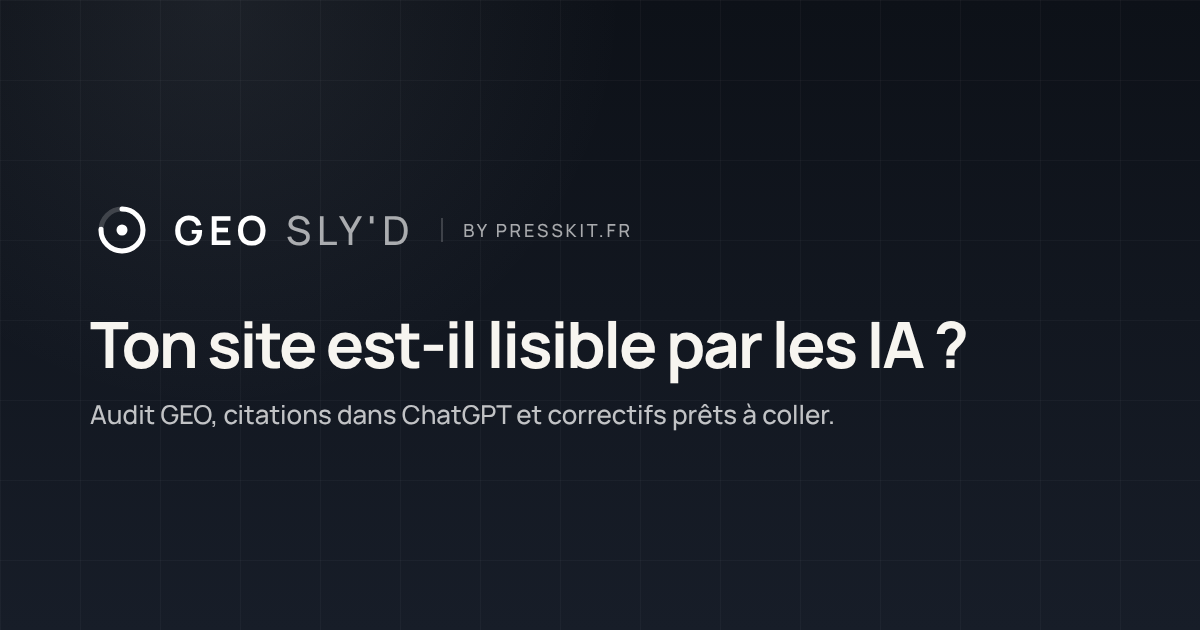 GEO SLY'D | BY PRESSKIT.FR
Ton site est-il lisible par les IA ?
Audit GEO, citations dans ChatGPT et correctifs prêts à coller.